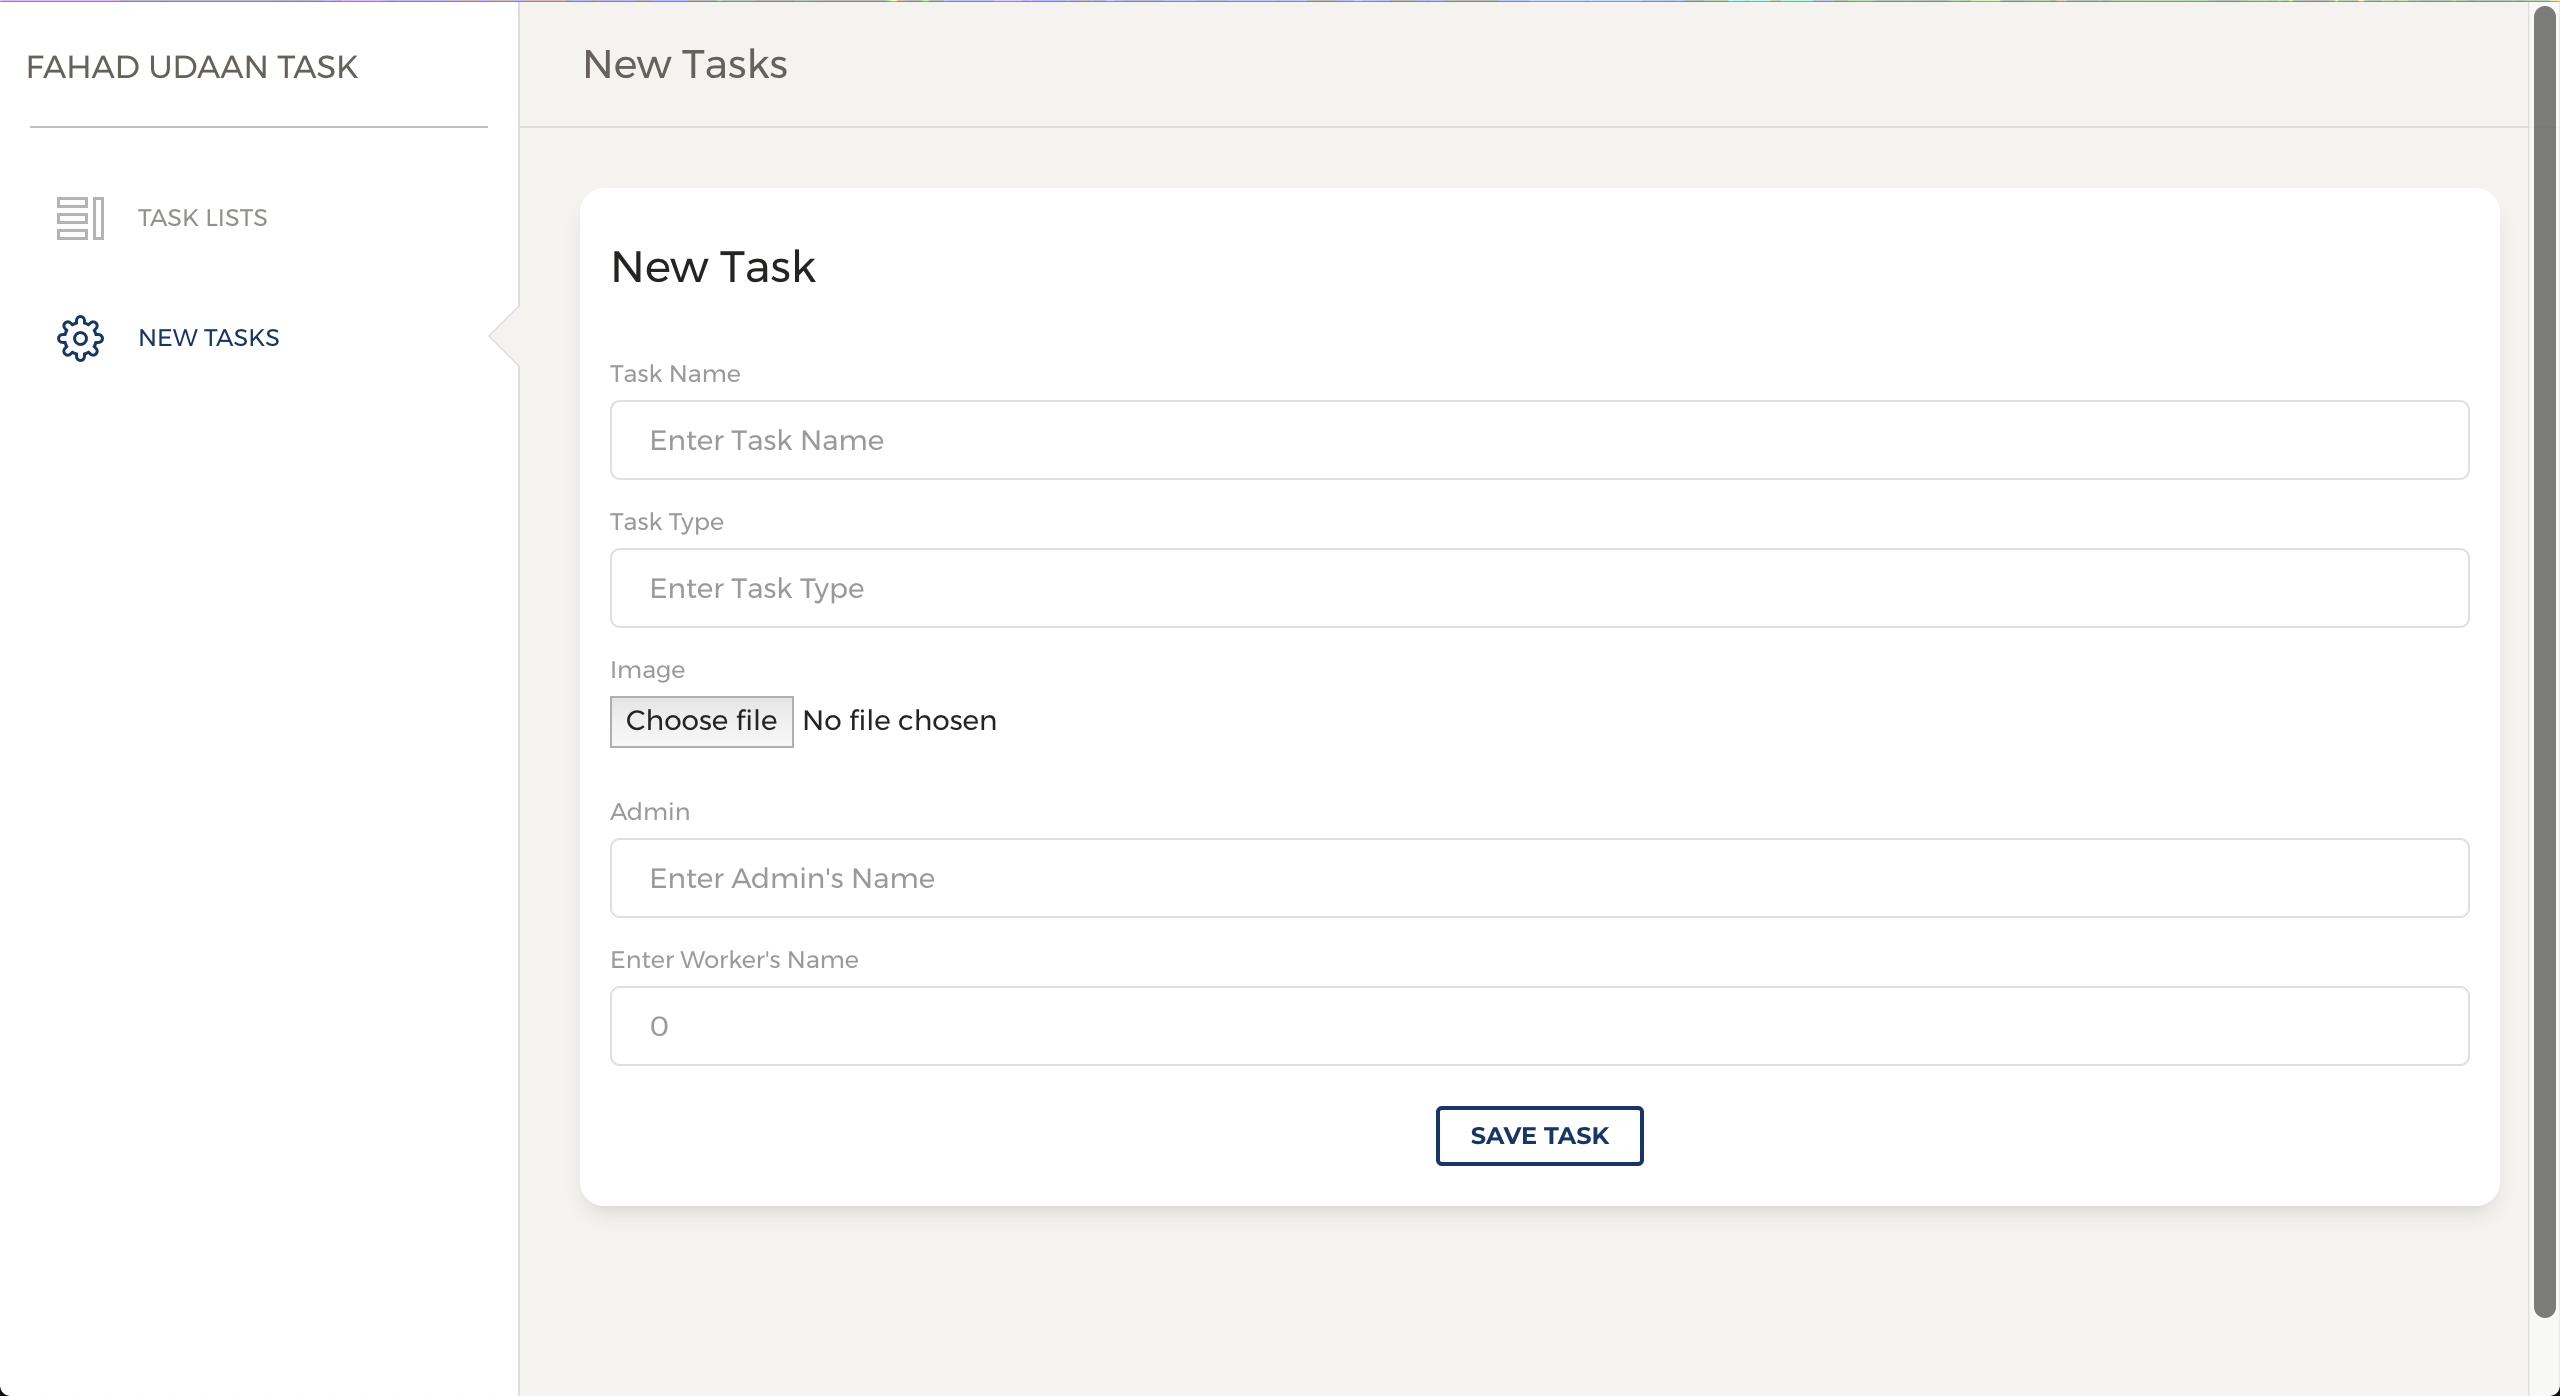 FAHAD UDAAN TASK
TASK LISTS
NEW TASKS
New Tasks
New Task
Task Name
Enter Task Name
Task Type
Enter Task Type
Image
Choose file No file chosen
Admin
Enter Admin's Name
Enter Worker's Name
0
SAVE TASK